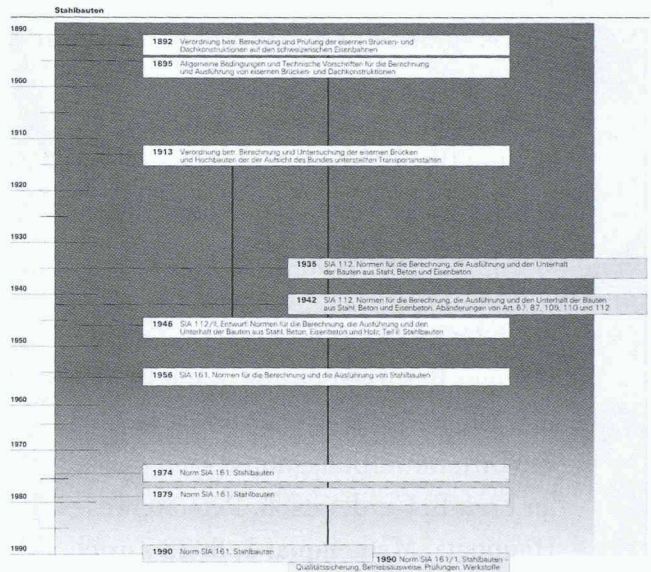 Stahlbauten
1890
1892 Verordnung betr. Berechnung und Prüfung der eisernen Brücken- und
Dachkonstruktionen auf den schweizerischen Eisenbahnen
1895 Allgemeine Bedingungen und Technische Vorschriften für die Berechnung
und Ausführung von eisernen Brücken- und Dachkonstruktionen
1900
1910
1913 Verordnung betr. Berechnung und Untersuchung der eisernen Brücken
und Hochbauten der der Aufsicht des Bundes unterstellten Transportanstalten
1920
1930
1935 SIA 112, Normen für die Berechnung, die Ausführung und den Unterhalt
der Bauten aus Stahl, Beton und Eisenbeton
1940
1942 SIA 112, Normen für die Berechnung, die Ausführung und den Unterhalt der Bauten
aus Stahl, Beton und Eisenbeton, Abänderungen von Art. 67, 87, 109, 110 und 112
1946 SIA 112/II, Entwurf: Normen für die Berechnung, die Ausführung und den
Unterhalt der Bauten aus Stahl, Beton, Eisenbeton und Holz, Teil II: Stahlbauten
1950
1956 SIA 161, Normen für die Berechnung und die Ausführung von Stahlbauten
1960
1970
1974 Norm SIA 161, Stahlbauten
1979 Norm SIA 161, Stahlbauten
1980
1990
1990 Norm SIA 161, Stahlbauten
1990 Norm SIA 161/1, Stahlbauten -
Qualitätssicherung, Betriebsausweise, Prüfungen, Werkstoffe